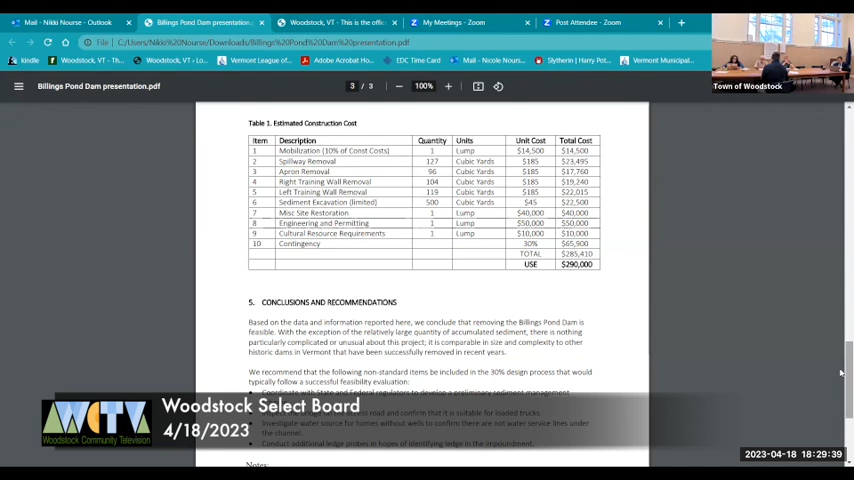 Mail - Nikki Nourse - Outlook
Billings Pond Dam presentation.
Woodstock, VT - This is the offici
My Meetings - Zoom
Post Attendee - Zoom
File C:/Users/Nikki%20Nourse/Downloads/Billings%20Pond%20Dam%20presentation.pdf
kindle
Woodstock, VT - Th...
Woodstock, VT › Lo...
Vermont League of...
Adobe Acrobat Ho...
EDC Time Card
Mail - Nicole Nours...
Slytherin | Harry Pot...
Vermont Municipal...
Town of Woodstock
Billings Pond Dam presentation.pdf
3 / 3
100%
Table 1. Estimated Construction Cost
Item Description Quantity Units Unit Cost Total Cost
1 Mobilization (10% of Const Costs) 1 Lump $14,500 $14,500
2 Spillway Removal 127 Cubic Yards $185 $23,495
3 Apron Removal 96 Cubic Yards $185 $17,760
4 Right Training Wall Removal 104 Cubic Yards $185 $19,240
5 Left Training Wall Removal 119 Cubic Yards $185 $22,015
6 Sediment Excavation (limited) 500 Cubic Yards $45 $22,500
7 Misc Site Restoration 1 Lump $40,000 $40,000
8 Engineering and Permitting 1 Lump $50,000 $50,000
9 Cultural Resource Requirements 1 Lump $10,000 $10,000
10 Contingency 30% $65,900
TOTAL $285,410
USE $290,000
5. CONCLUSIONS AND RECOMMENDATIONS
Based on the data and information reported here, we conclude that removing the Billings Pond Dam is
feasible. With the exception of the relatively large quantity of accumulated sediment, there is nothing
particularly complicated or unusual about this project; it is comparable in size and complexity to other
historic dams in Vermont that have been successfully removed in recent years.
We recommend that the following non-standard items be included in the 30% design process that would
typically follow a successful feasibility evaluation:
• Coordinate with State and Federal regulators to develop a preliminary sediment management
access road and confirm that it is suitable for loaded trucks.
Investigate water source for homes without wells to confirm there are not water service lines under
the channel.
Conduct additional ledge probes in hopes of identifying ledge in the impoundment.
Notes:
WCTV
Woodstock Community Television
Woodstock Select Board
4/18/2023
2023-04-18 18:29:39